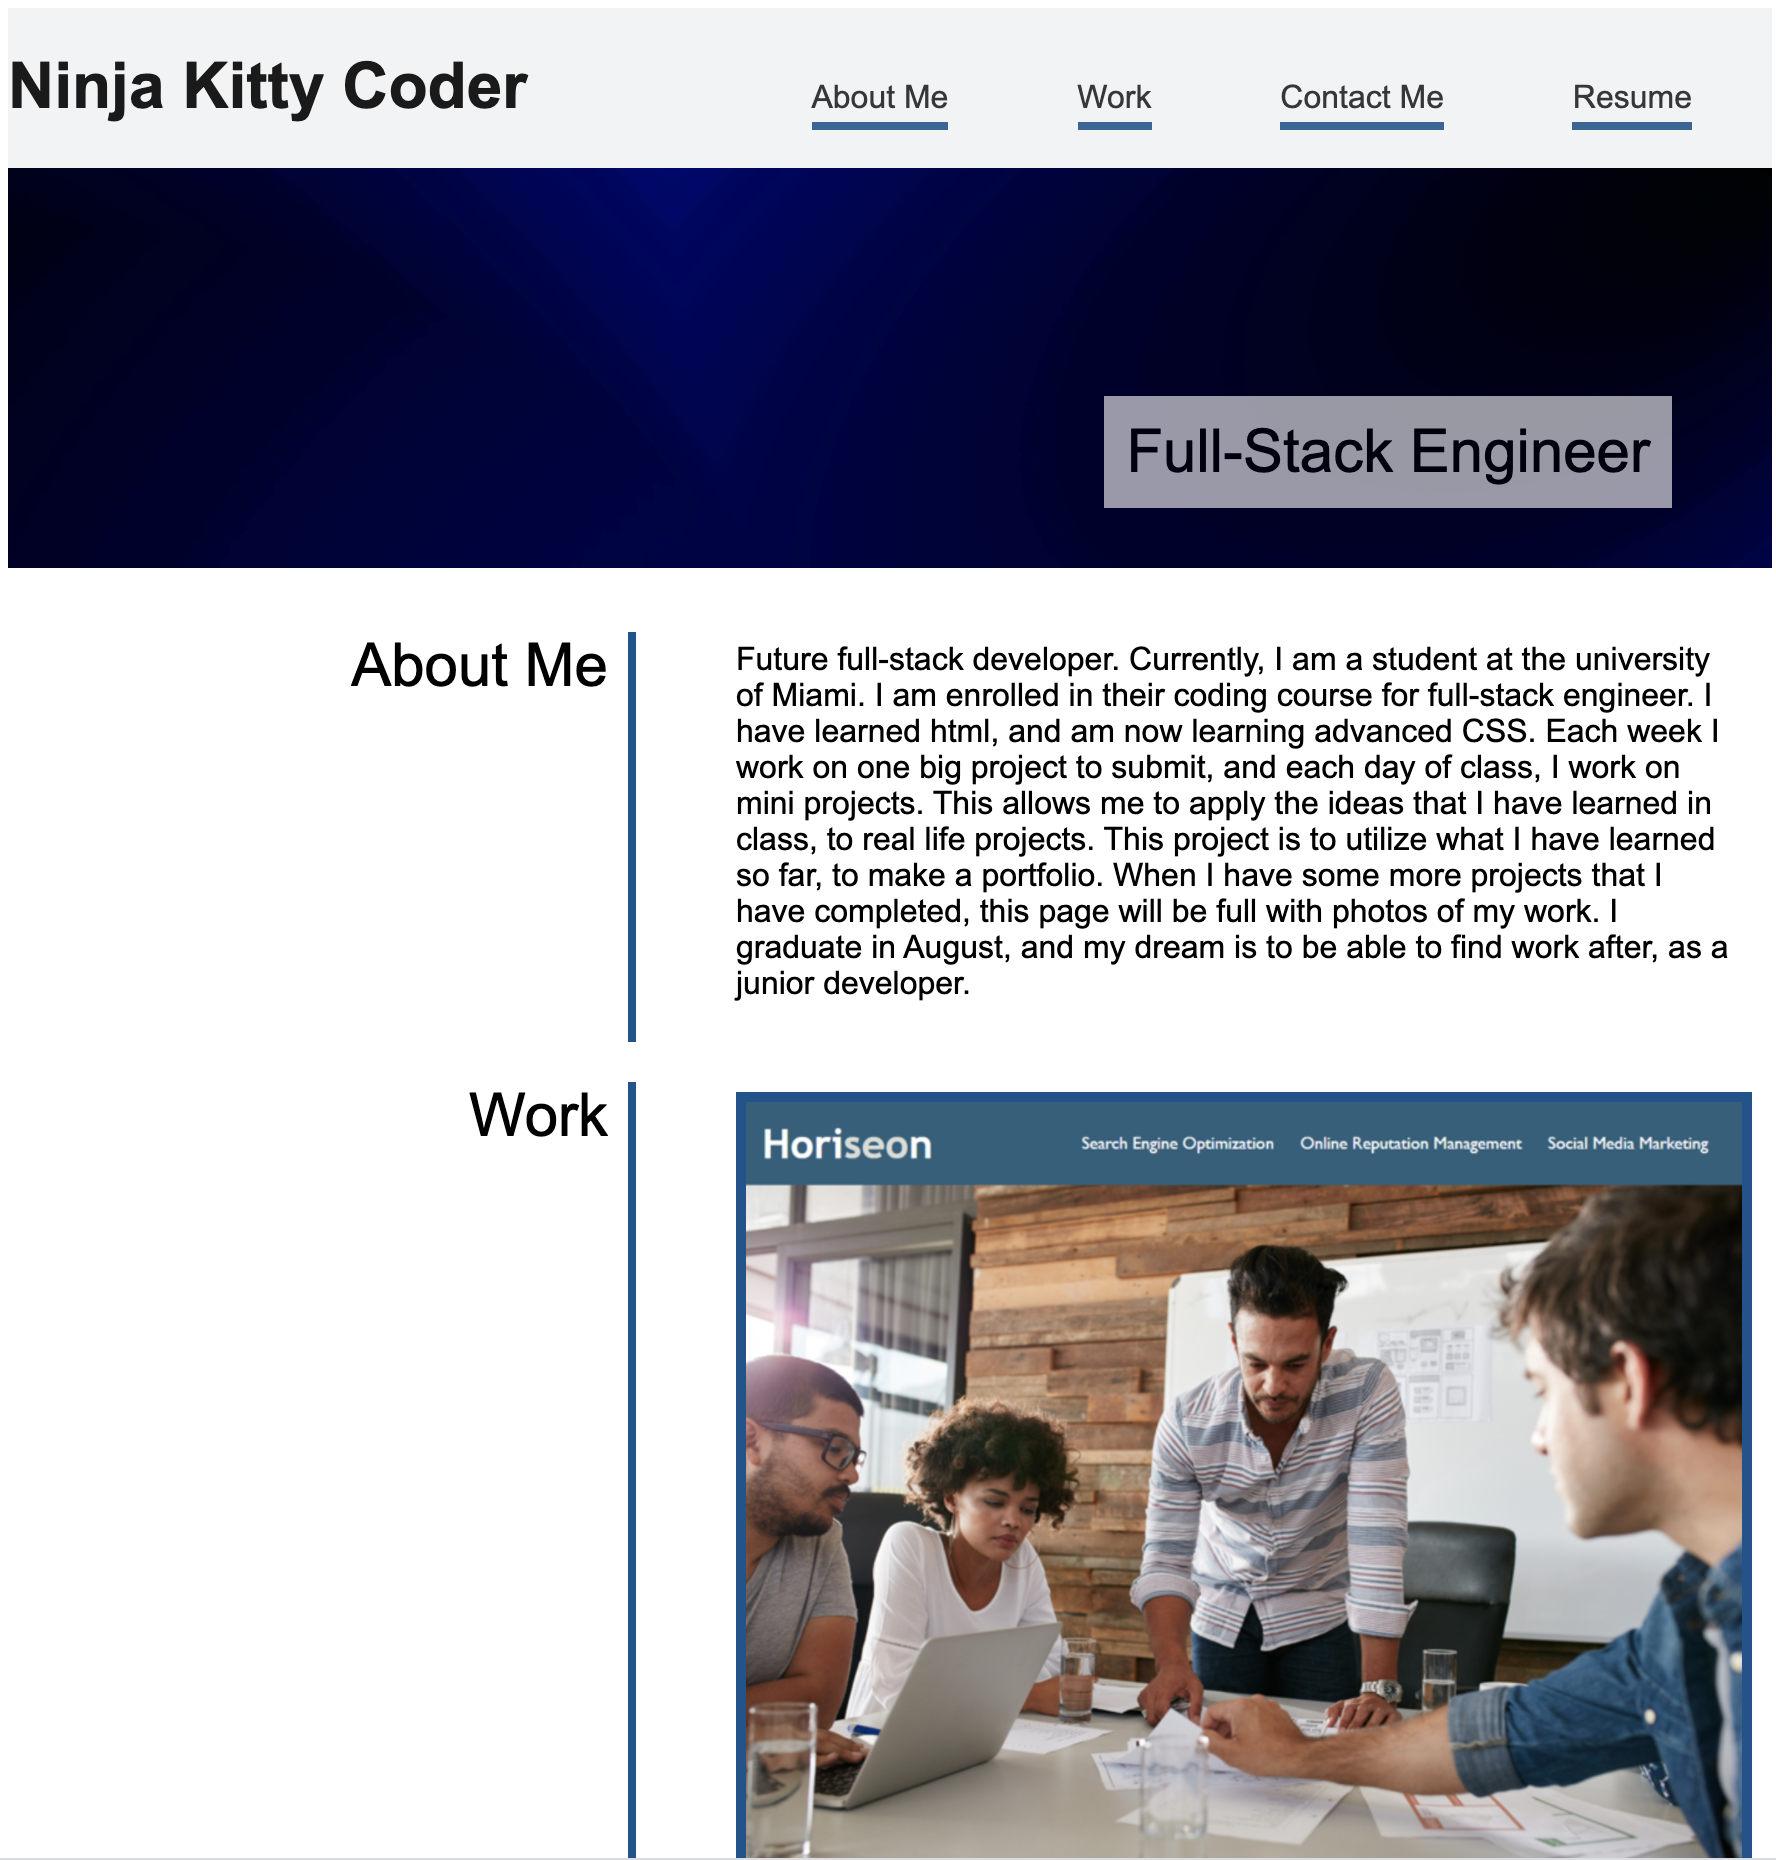 Ninja Kitty Coder
About Me
Work
Contact Me
Resume
Full-Stack Engineer
About Me
Future full-stack developer. Currently, I am a student at the university
of Miami. I am enrolled in their coding course for full-stack engineer. I
have learned html, and am now learning advanced CSS. Each week I
work on one big project to submit, and each day of class, I work on
mini projects. This allows me to apply the ideas that I have learned in
class, to real life projects. This project is to utilize what I have learned
so far, to make a portfolio. When I have some more projects that I
have completed, this page will be full with photos of my work. I
graduate in August, and my dream is to be able to find work after, as a
junior developer.
Work
Horiseon
Search Engine Optimization
Online Reputation Management
Social Media Marketing